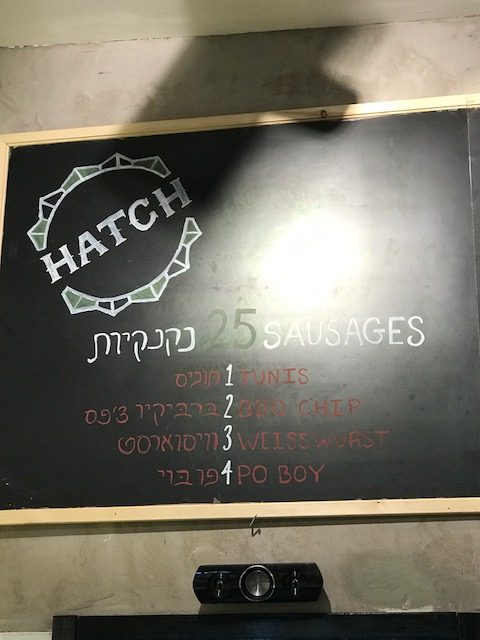 HATCH
נקנקיות 25 SAUSAGES
תוניס 1 TUNIS
ברביקיו צ'פס 2 BBQ CHIP
וויסוארסט 3 WEISSWURST
פו בוי 4 PO BOY